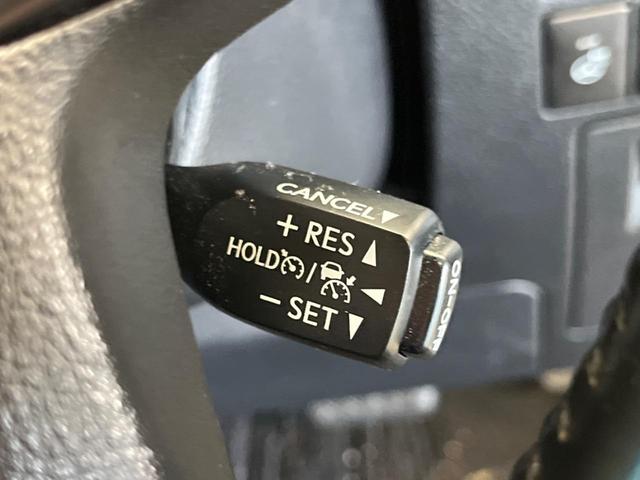 CANCEL▼
+ RES ▲
HOLD / ◀
− SET ▼
ON-OFF